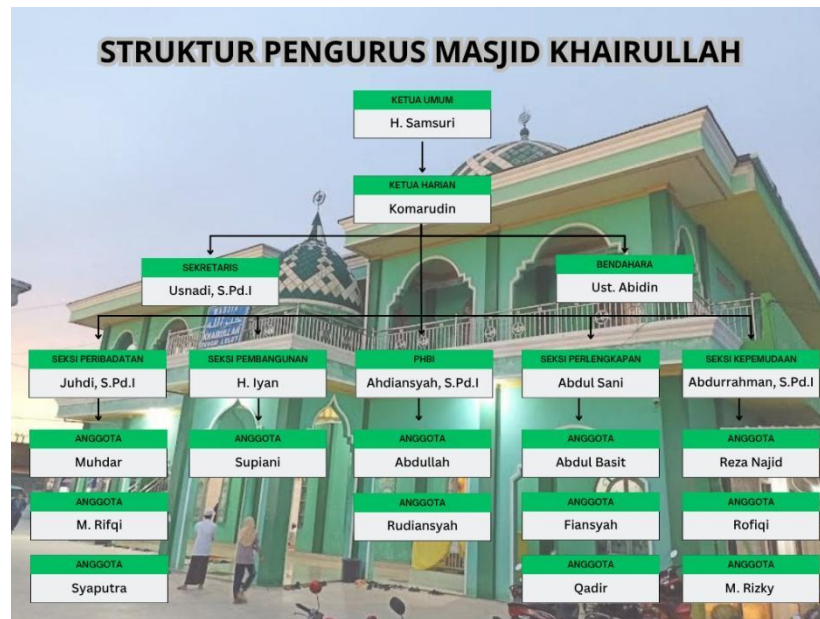 STRUKTUR PENGURUS MASJID KHAIRULLAH
KETUA UMUM
H. Samsuri
KETUA HARIAN
Komarudin
SEKRETARIS
Usnadi, S.Pd.I
BENDAHARA
Ust. Abidin
SEKSI PERIBADATAN
Juhdi, S.Pd.I
SEKSI PEMBANGUNAN
H. Iyan
PHBI
Ahdiansyah, S.Pd.I
SEKSI PERLENGKAPAN
Abdul Sani
SEKSI KEPEMUDAAN
Abdurrahman, S.Pd.I
ANGGOTA
Muhdar
ANGGOTA
Supiani
ANGGOTA
Abdullah
ANGGOTA
Abdul Basit
ANGGOTA
Reza Najid
ANGGOTA
M. Rifqi
ANGGOTA
Rudiansyah
ANGGOTA
Fiansyah
ANGGOTA
Rofiqi
ANGGOTA
Syaputra
ANGGOTA
Qadir
ANGGOTA
M. Rizky
KHAIRULLAH